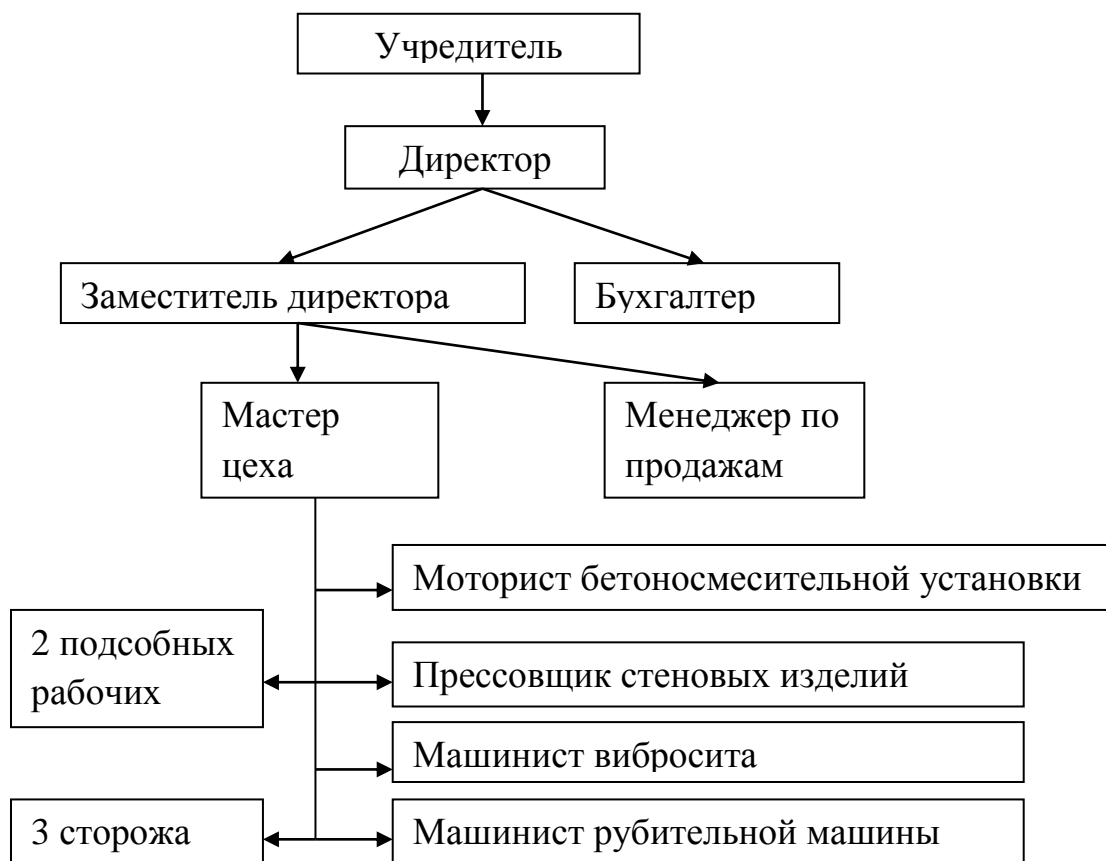 Учредитель
Директор
Заместитель директора
Бухгалтер
Мастер
цеха
Менеджер по
продажам
Моторист бетоносмесительной установки
2 подсобных
рабочих
Прессовщик стеновых изделий
Машинист вибросита
3 сторожа
Машинист рубительной машины